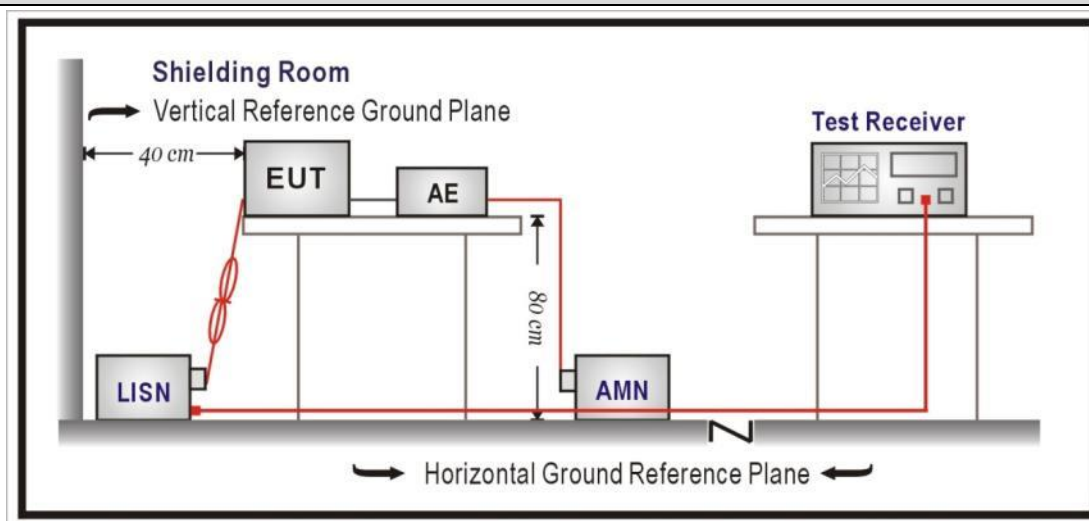 Shielding Room
Vertical Reference Ground Plane
Test Receiver
40 cm
EUT
AE
80 cm
LISN
AMN
Horizontal Ground Reference Plane